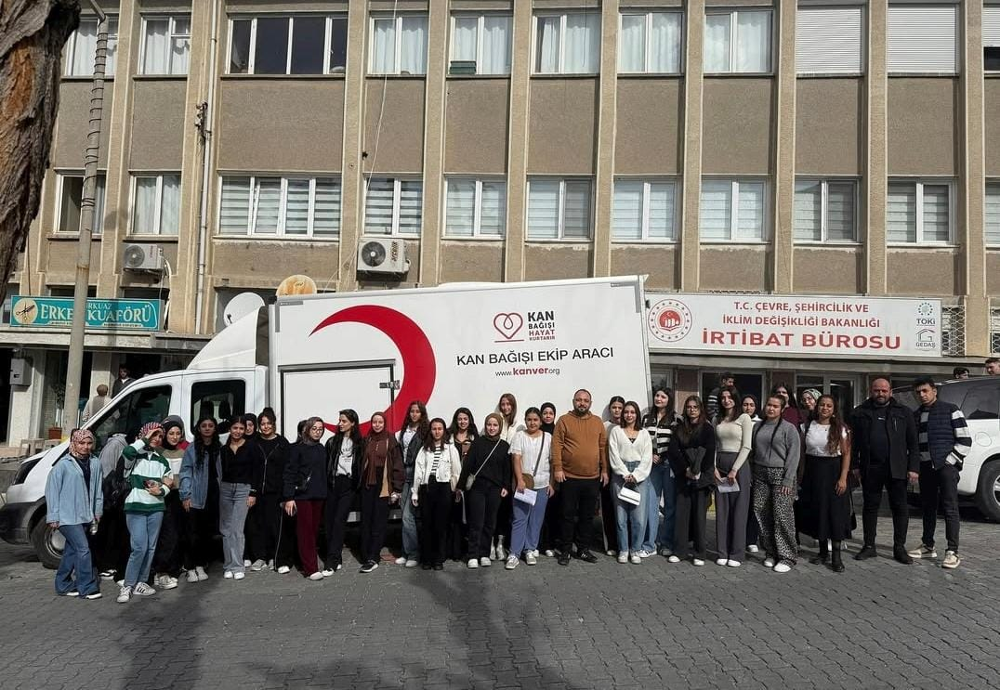 TURKUAZ
ERKEK KUAFÖRÜ
KAN
BAĞIŞI
HAYAT
KURTARIR
KAN BAĞIŞI EKİP ARACI
www.kanver.org
T.C. ÇEVRE, ŞEHİRCİLİK VE
İKLİM DEĞİŞİKLİĞİ BAKANLIĞI
İRTİBAT BÜROSU
TOKİ
GEDAŞ